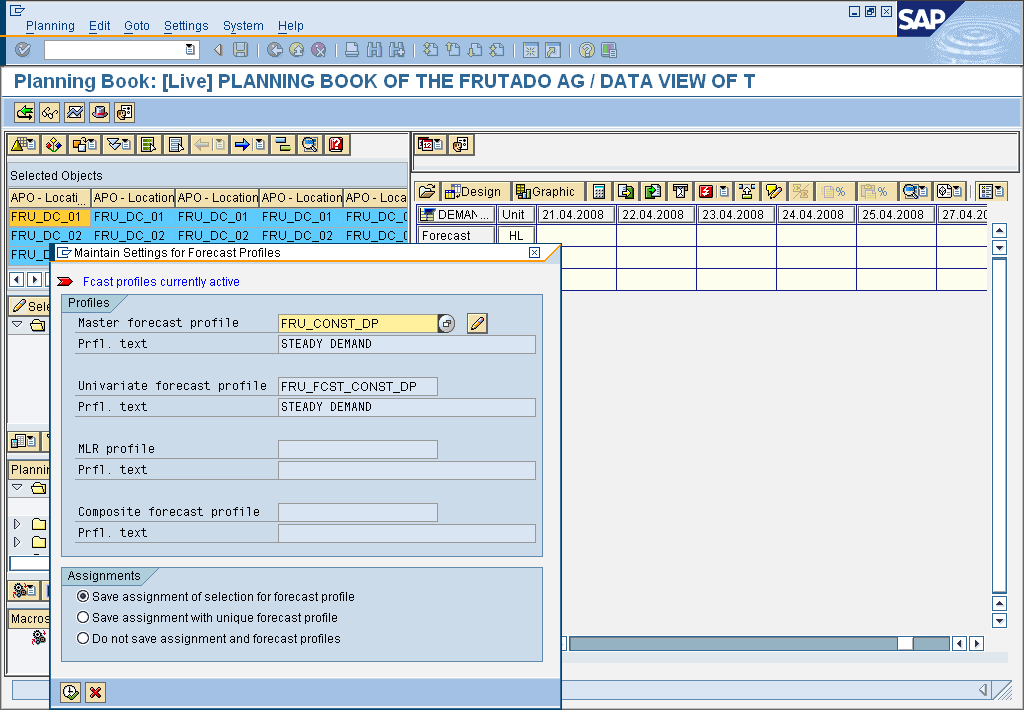 Planning Edit Goto Settings System Help
SAP
Planning Book: [Live] PLANNING BOOK OF THE FRUTADO AG / DATA VIEW OF T
Selected Objects
APO - Locati... APO - Location APO - Location APO - Location APO - Loca
FRU_DC_01 FRU_DC_01 FRU_DC_01 FRU_DC_01 FRU_DC_0
FRU_DC_02 FRU_DC_02 FRU_DC_02 FRU_DC_02 FRU_DC_0
FRU_D
Sele
Plannin
Macros
Design Graphic
DEMAN... Unit 21.04.2008 22.04.2008 23.04.2008 24.04.2008 25.04.2008 27.04.20
Forecast HL
Maintain Settings for Forecast Profiles
Fcast profiles currently active
Profiles
Master forecast profile FRU_CONST_DP
Prfl. text STEADY DEMAND
Univariate forecast profile FRU_FCST_CONST_DP
Prfl. text STEADY DEMAND
MLR profile
Prfl. text
Composite forecast profile
Prfl. text
Assignments
Save assignment of selection for forecast profile
Save assignment with unique forecast profile
Do not save assignment and forecast profiles